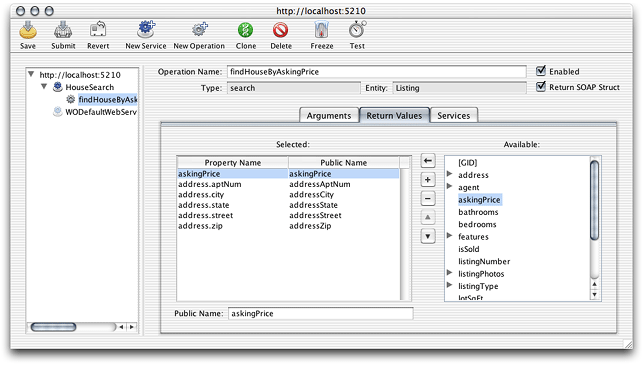 http://localhost:5210
Save Submit Revert New Service New Operation Clone Delete Freeze Test
http://localhost:5210
HouseSearch
findHouseByAsk
WODefaultWebServ
Operation Name: findHouseByAskingPrice Enabled
Type: search Entity: Listing Return SOAP Struct
Arguments Return Values Services
Selected: Available:
Property Name Public Name
askingPrice askingPrice
address.aptNum addressAptNum
address.city addressCity
address.state addressState
address.street addressStreet
address.zip addressZip
[GID]
address
agent
askingPrice
bathrooms
bedrooms
features
isSold
listingNumber
listingPhotos
listingType
lotSqFt
Public Name: askingPrice